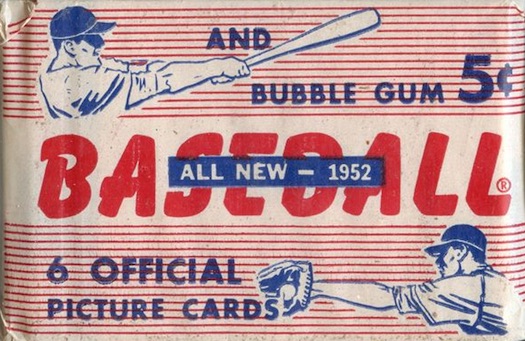 AND
BUBBLE GUM 5¢
BASEBALL®
ALL NEW — 1952
6 OFFICIAL
PICTURE CARDS